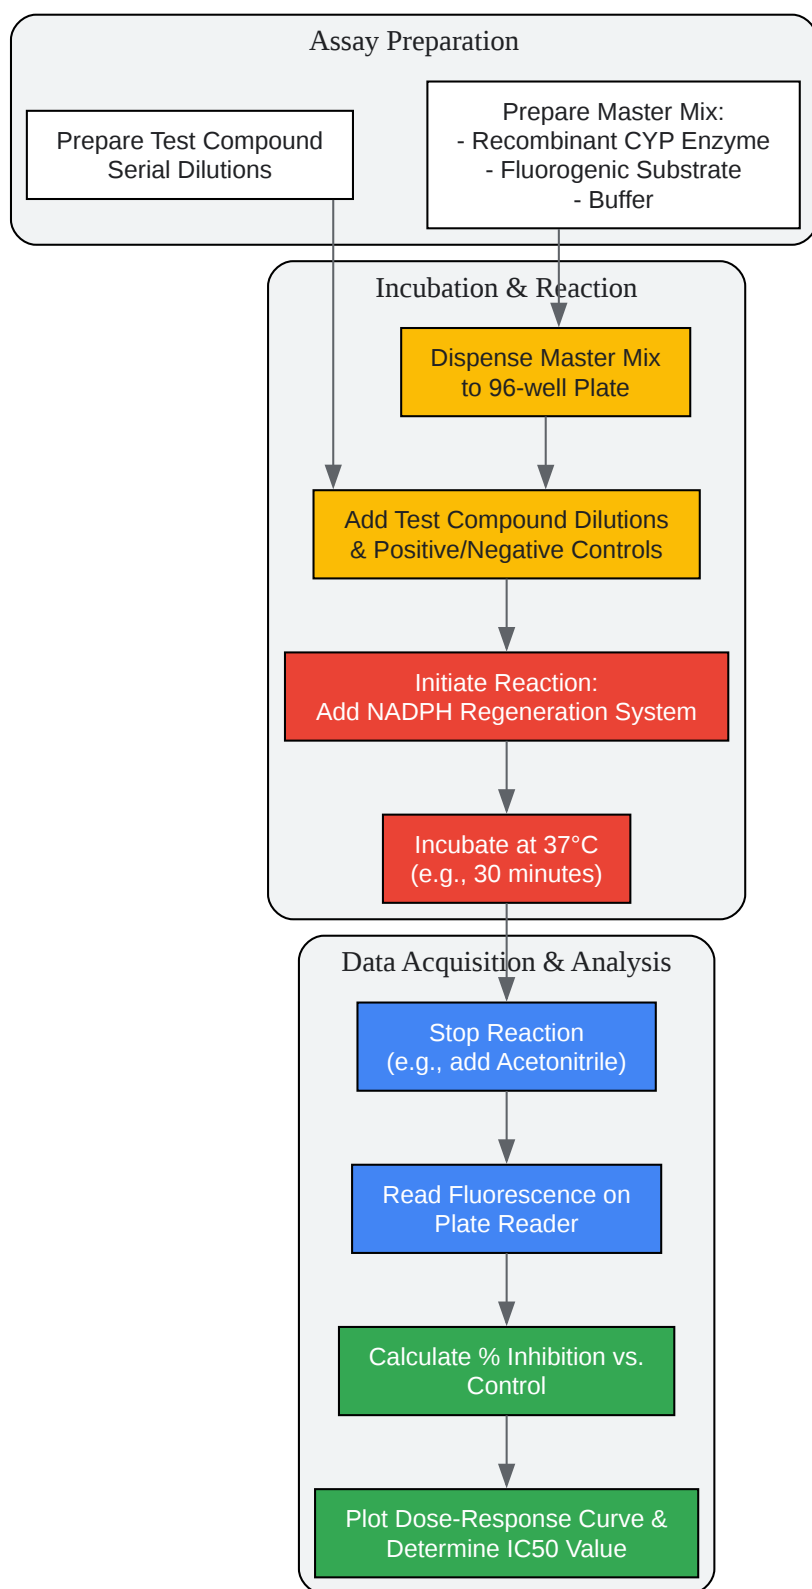 Assay Preparation
Prepare Test Compound
Serial Dilutions
Prepare Master Mix:
- Recombinant CYP Enzyme
- Fluorogenic Substrate
- Buffer
Incubation & Reaction
Dispense Master Mix
to 96-well Plate
Add Test Compound Dilutions
& Positive/Negative Controls
Initiate Reaction:
Add NADPH Regeneration System
Incubate at 37°C
(e.g., 30 minutes)
Data Acquisition & Analysis
Stop Reaction
(e.g., add Acetonitrile)
Read Fluorescence on
Plate Reader
Calculate % Inhibition vs.
Control
Plot Dose-Response Curve &
Determine IC50 Value